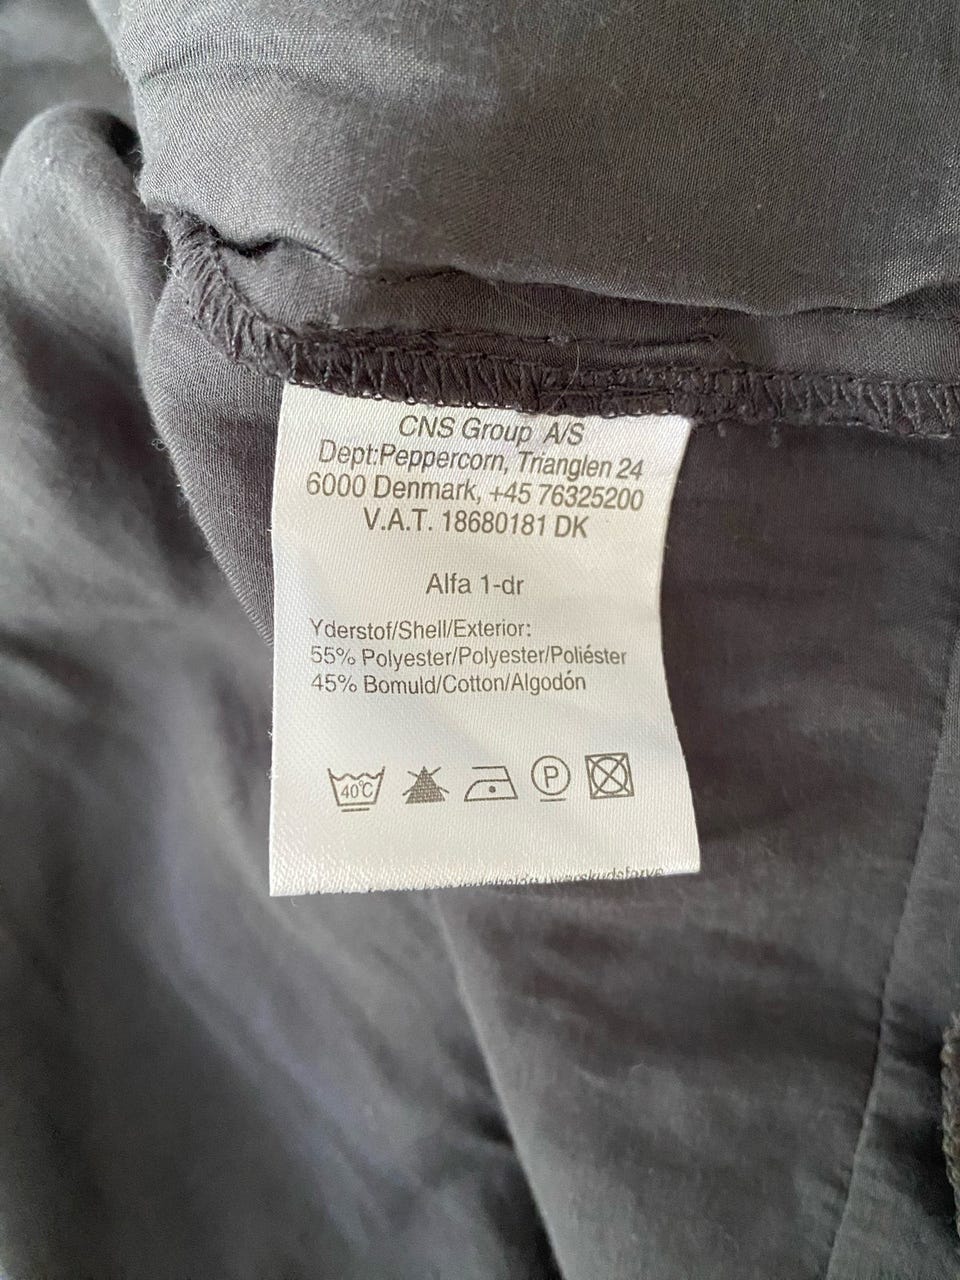 CNS Group A/S
Dept:Peppercorn, Trianglen 24
6000 Denmark, +45 76325200
V.A.T. 18680181 DK
Alfa 1-dr
Yderstof/Shell/Exterior:
55% Polyester/Polyester/Poliéster
45% Bomuld/Cotton/Algodón
40°C
P